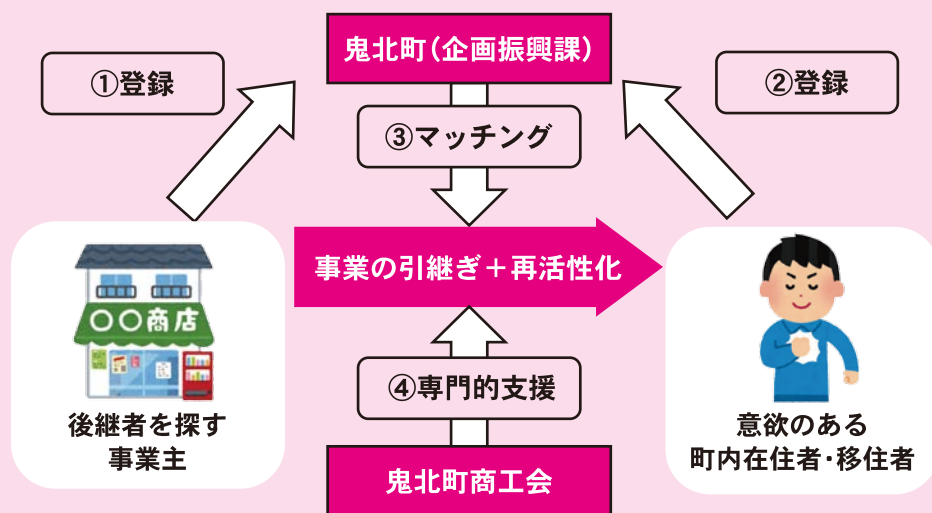 鬼北町（企画振興課）
①登録
②登録
③マッチング
事業の引継ぎ＋再活性化
〇〇商店
後継者を探す
事業主
④専門的支援
意欲のある
町内在住者・移住者
鬼北町商工会